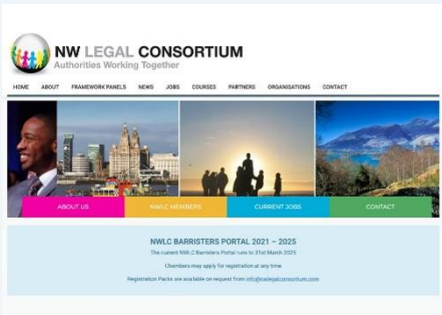 NW LEGAL CONSORTIUM
Authorities Working Together
HOME ABOUT FRAMEWORK PANELS NEWS JOBS COURSES PARTNERS ORGANISATIONS CONTACT
ABOUT US NWLC MEMBERS CURRENT JOBS CONTACT
NWLC BARRISTERS PORTAL 2021 – 2025
The current NWLC Barristers Portal runs to 31st March 2025
Chambers may apply for registration at any time
Registration Packs are available on request from info@nwlegalconsortium.com